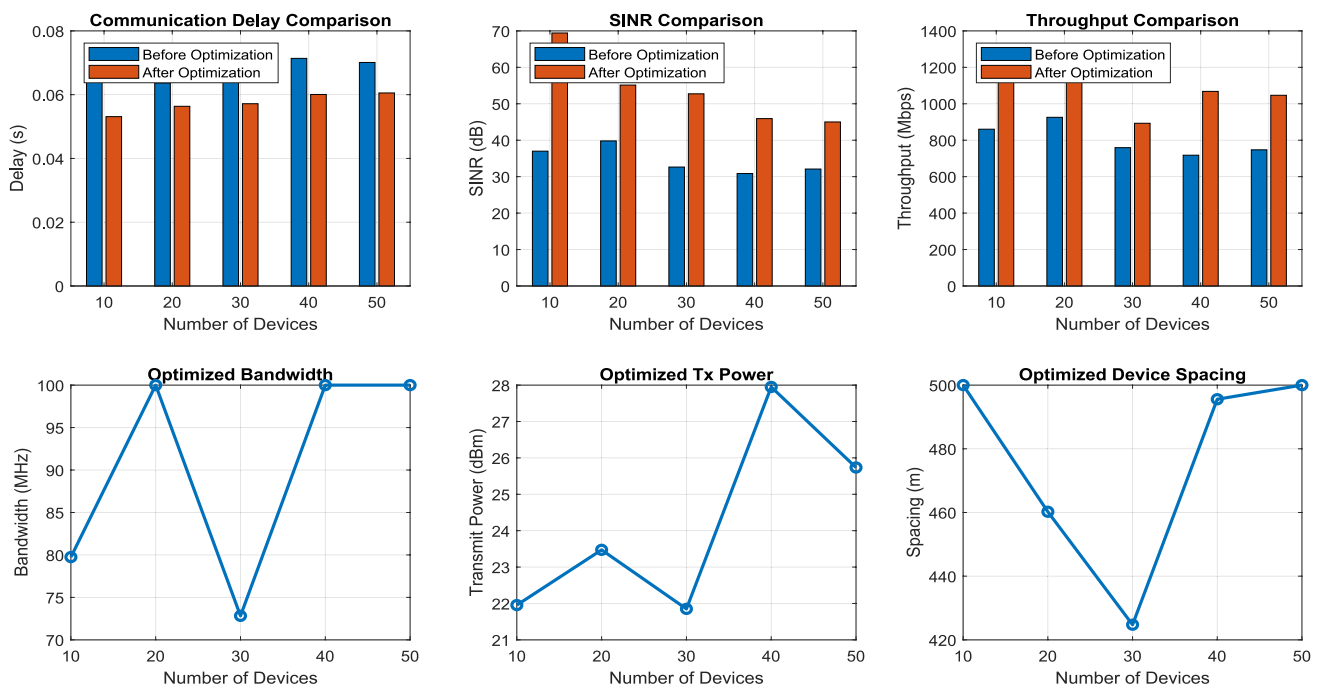 Communication Delay Comparison
0.08
0.06
0.04
0.02
0
Delay (s)
Before Optimization
After Optimization
10 20 30 40 50
Number of Devices
SINR Comparison
70
60
50
40
30
20
10
0
SINR (dB)
Before Optimization
After Optimization
10 20 30 40 50
Number of Devices
Throughput Comparison
1400
1200
1000
800
600
400
200
0
Throughput (Mbps)
Before Optimization
After Optimization
10 20 30 40 50
Number of Devices
Optimized Bandwidth
100
95
90
85
80
75
70
Bandwidth (MHz)
10 20 30 40 50
Number of Devices
Optimized Tx Power
28
27
26
25
24
23
22
21
Transmit Power (dBm)
10 20 30 40 50
Number of Devices
Optimized Device Spacing
500
480
460
440
420
Spacing (m)
10 20 30 40 50
Number of Devices